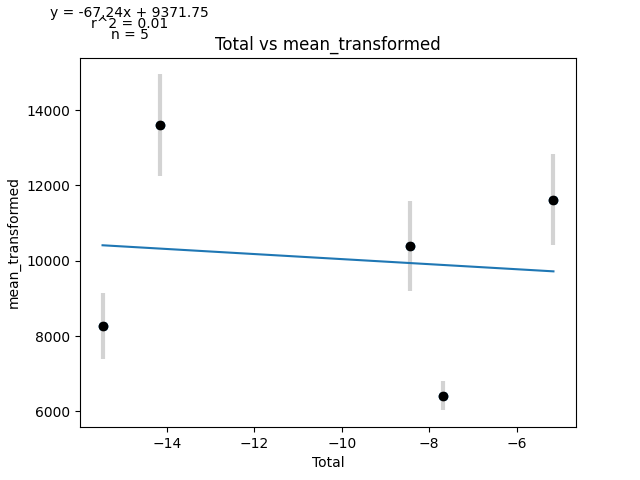 y = -67.24x + 9371.75
r^2 = 0.01
n = 5
Total vs mean_transformed
mean_transformed
14000
12000
10000
8000
6000
−14
−12
−10
−8
−6
Total